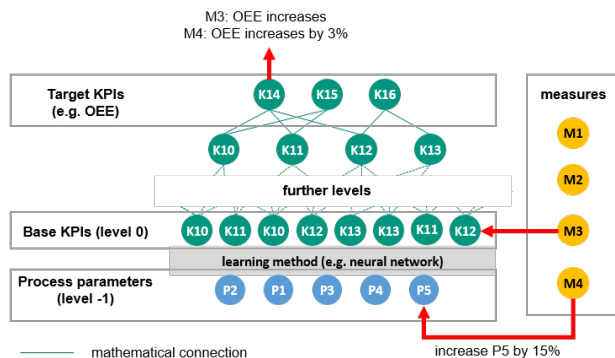 M3: OEE increases
M4: OEE increases by 3%
Target KPIs
(e.g. OEE)
K14 K15 K16
measures
M1
K10 K11 K12 K13
M2
further levels
Base KPIs (level 0)
K10 K11 K10 K12 K13 K13 K11 K12
M3
learning method (e.g. neural network)
Process parameters
(level -1)
P2 P1 P3 P4 P5
M4
mathematical connection
increase P5 by 15%